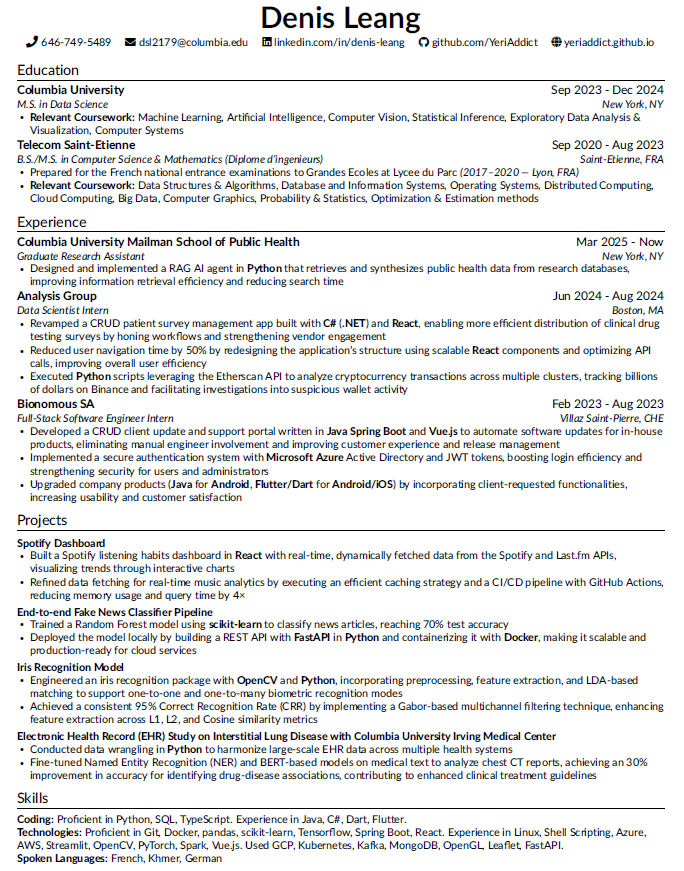 Denis Leang
646-749-5489 dsl2179@columbia.edu linkedin.com/in/denis-leang github.com/YeriAddict yeriaddict.github.io
Education
Columbia University Sep 2023 - Dec 2024
M.S. in Data Science New York, NY
• Relevant Coursework: Machine Learning, Artificial Intelligence, Computer Vision, Statistical Inference, Exploratory Data Analysis &
Visualization, Computer Systems
Telecom Saint-Etienne Sep 2020 - Aug 2023
B.S./M.S. in Computer Science & Mathematics (Diplome d'ingenieurs) Saint-Etienne, FRA
• Prepared for the French national entrance examinations to Grandes Ecoles at Lycee du Parc (2017–2020 — Lyon, FRA)
• Relevant Coursework: Data Structures & Algorithms, Database and Information Systems, Operating Systems, Distributed Computing,
Cloud Computing, Big Data, Computer Graphics, Probability & Statistics, Optimization & Estimation methods
Experience
Columbia University Mailman School of Public Health Mar 2025 - Now
Graduate Research Assistant New York, NY
• Designed and implemented a RAG AI agent in Python that retrieves and synthesizes public health data from research databases,
improving information retrieval efficiency and reducing search time
Analysis Group Jun 2024 - Aug 2024
Data Scientist Intern Boston, MA
• Revamped a CRUD patient survey management app built with C# (.NET) and React, enabling more efficient distribution of clinical drug
testing surveys by honing workflows and strengthening vendor engagement
• Reduced user navigation time by 50% by redesigning the application's structure using scalable React components and optimizing API
calls, improving overall user efficiency
• Executed Python scripts leveraging the Etherscan API to analyze cryptocurrency transactions across multiple clusters, tracking billions
of dollars on Binance and facilitating investigations into suspicious wallet activity
Bionomous SA Feb 2023 - Aug 2023
Full-Stack Software Engineer Intern Villaz Saint-Pierre, CHE
• Developed a CRUD client update and support portal written in Java Spring Boot and Vue.js to automate software updates for in-house
products, eliminating manual engineer involvement and improving customer experience and release management
• Implemented a secure authentication system with Microsoft Azure Active Directory and JWT tokens, boosting login efficiency and
strengthening security for users and administrators
• Upgraded company products (Java for Android, Flutter/Dart for Android/iOS) by incorporating client-requested functionalities,
increasing usability and customer satisfaction
Projects
Spotify Dashboard
• Built a Spotify listening habits dashboard in React with real-time, dynamically fetched data from the Spotify and Last.fm APIs,
visualizing trends through interactive charts
• Refined data fetching for real-time music analytics by executing an efficient caching strategy and a CI/CD pipeline with GitHub Actions,
reducing memory usage and query time by 4×
End-to-end Fake News Classifier Pipeline
• Trained a Random Forest model using scikit-learn to classify news articles, reaching 70% test accuracy
• Deployed the model locally by building a REST API with FastAPI in Python and containerizing it with Docker, making it scalable and
production-ready for cloud services
Iris Recognition Model
• Engineered an iris recognition package with OpenCV and Python, incorporating preprocessing, feature extraction, and LDA-based
matching to support one-to-one and one-to-many biometric recognition modes
• Achieved a consistent 95% Correct Recognition Rate (CRR) by implementing a Gabor-based multichannel filtering technique, enhancing
feature extraction across L1, L2, and Cosine similarity metrics
Electronic Health Record (EHR) Study on Interstitial Lung Disease with Columbia University Irving Medical Center
• Conducted data wrangling in Python to harmonize large-scale EHR data across multiple health systems
• Fine-tuned Named Entity Recognition (NER) and BERT-based models on medical text to analyze chest CT reports, achieving an 30%
improvement in accuracy for identifying drug-disease associations, contributing to enhanced clinical treatment guidelines
Skills
Coding: Proficient in Python, SQL, TypeScript. Experience in Java, C#, Dart, Flutter.
Technologies: Proficient in Git, Docker, pandas, scikit-learn, Tensorflow, Spring Boot, React. Experience in Linux, Shell Scripting, Azure,
AWS, Streamlit, OpenCV, PyTorch, Spark, Vue.js. Used GCP, Kubernetes, Kafka, MongoDB, OpenGL, Leaflet, FastAPI.
Spoken Languages: French, Khmer, German